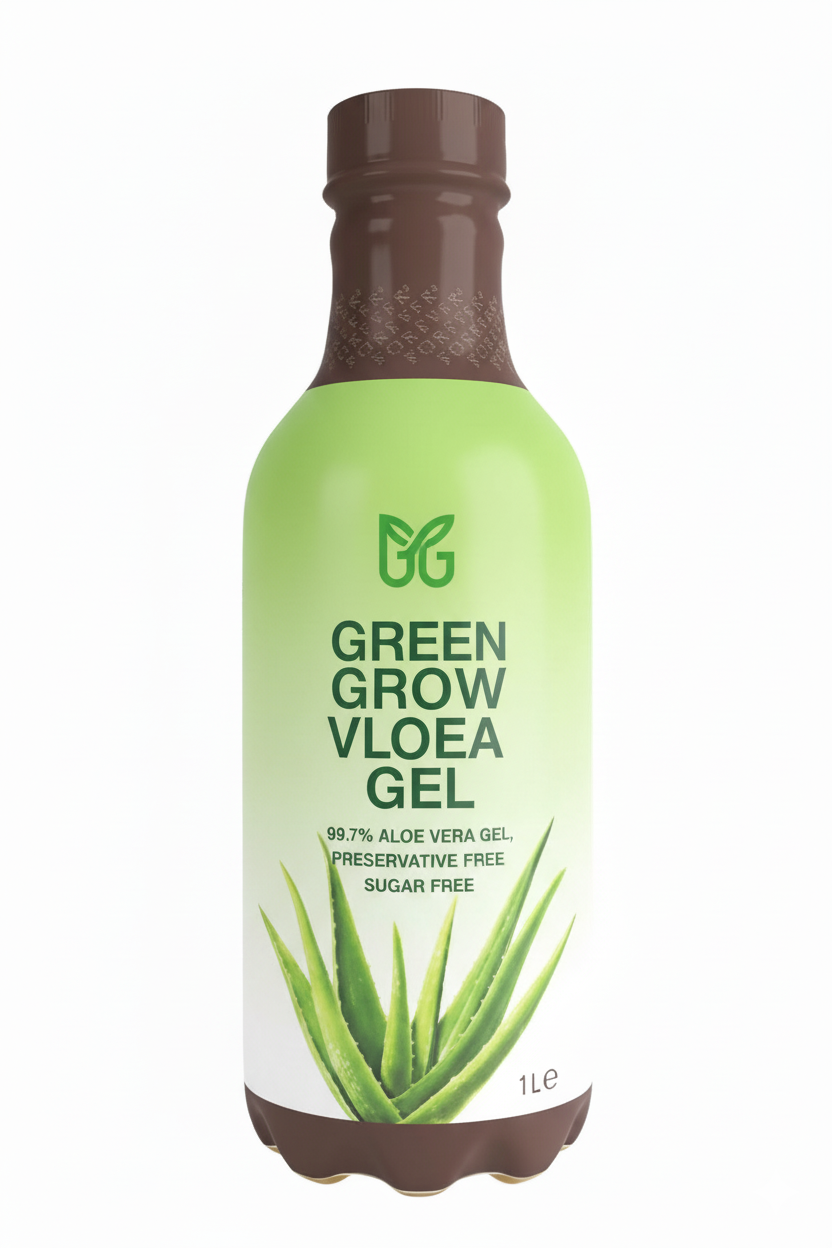 GREEN
GROW
VLOEA
GEL
99.7% ALOE VERA GEL,
PRESERVATIVE FREE
SUGAR FREE
1Le